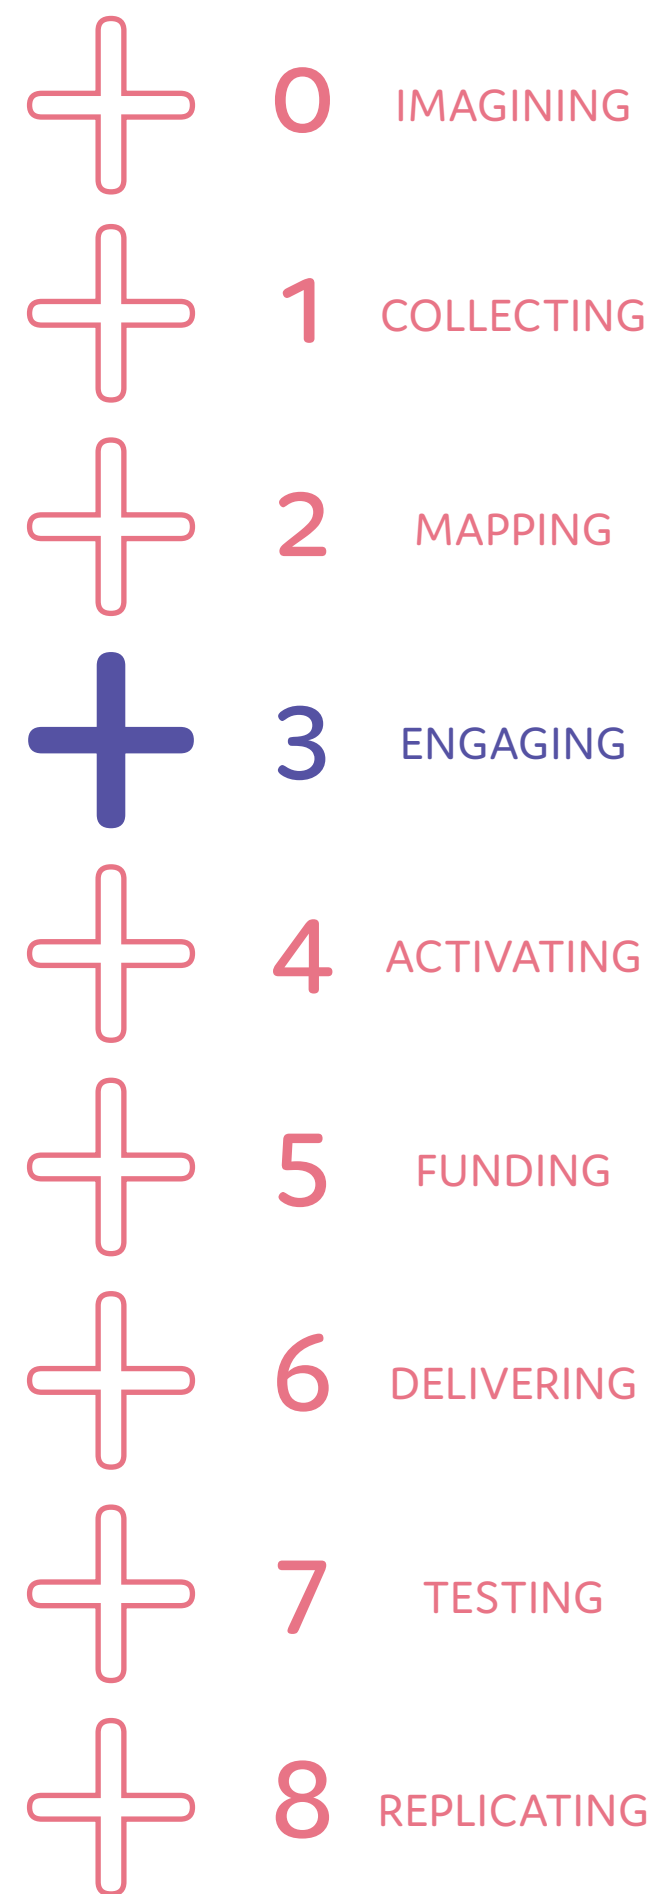 0 IMAGINING
1 COLLECTING
2 MAPPING
3 ENGAGING
4 ACTIVATING
5 FUNDING
6 DELIVERING
7 TESTING
8 REPLICATING